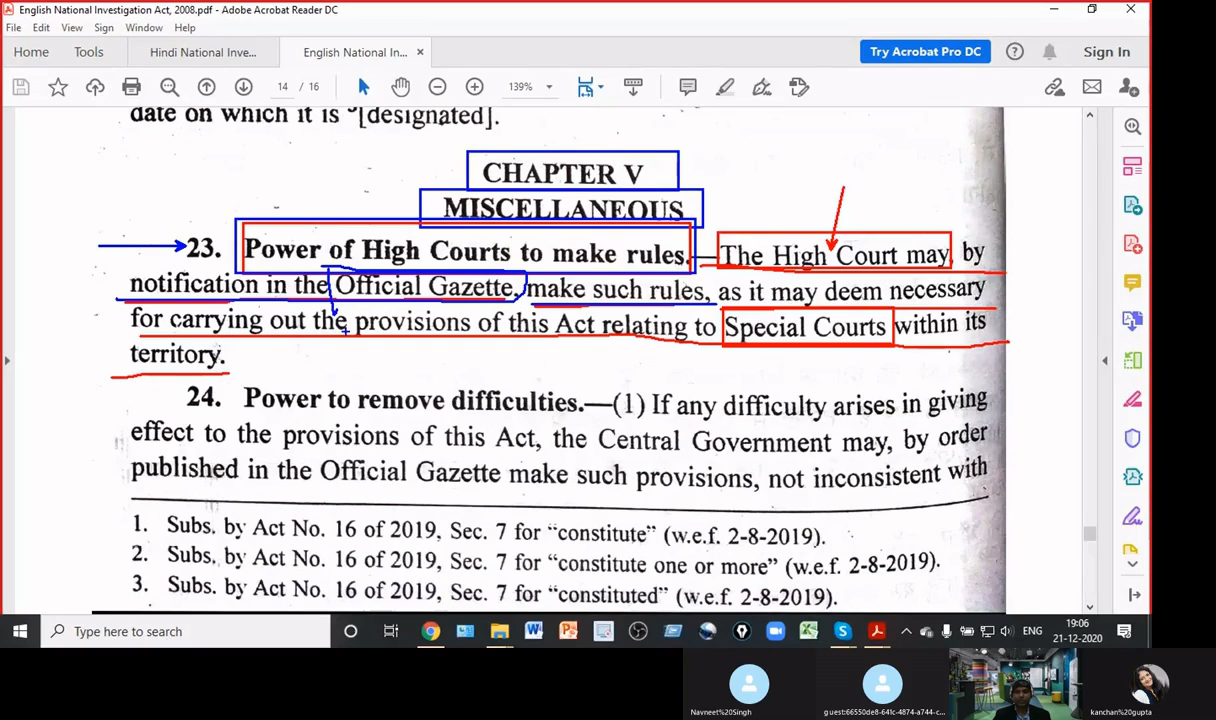 English National Investigation Act, 2008.pdf - Adobe Acrobat Reader DC
File Edit View Sign Window Help
Home Tools Hindi National Inve... English National In... × Try Acrobat Pro DC Sign In
14 / 16 139%
date on which it is 3[designated].
CHAPTER V
MISCELLANEOUS
23. Power of High Courts to make rules.—The High Court may, by
notification in the Official Gazette, make such rules, as it may deem necessary
for carrying out the provisions of this Act relating to Special Courts within its
territory.
24. Power to remove difficulties.—(1) If any difficulty arises in giving
effect to the provisions of this Act, the Central Government may, by order
published in the Official Gazette make such provisions, not inconsistent with
1. Subs. by Act No. 16 of 2019, Sec. 7 for “constitute” (w.e.f. 2-8-2019).
2. Subs. by Act No. 16 of 2019, Sec. 7 for “constitute one or more” (w.e.f. 2-8-2019).
3. Subs. by Act No. 16 of 2019, Sec. 7 for “constituted” (w.e.f. 2-8-2019).
Type here to search
ENG
19:06
21-12-2020
Navneet%20Singh guest:66550de8-641c-4874-a744-c... kanchan%20gupta